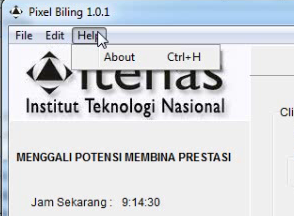 Pixel Biling 1.0.1
File Edit Help
About Ctrl+H
itenas
Institut Teknologi Nasional
Cli
MENGGALI POTENSI MEMBINA PRESTASI
Jam Sekarang : 9:14:30